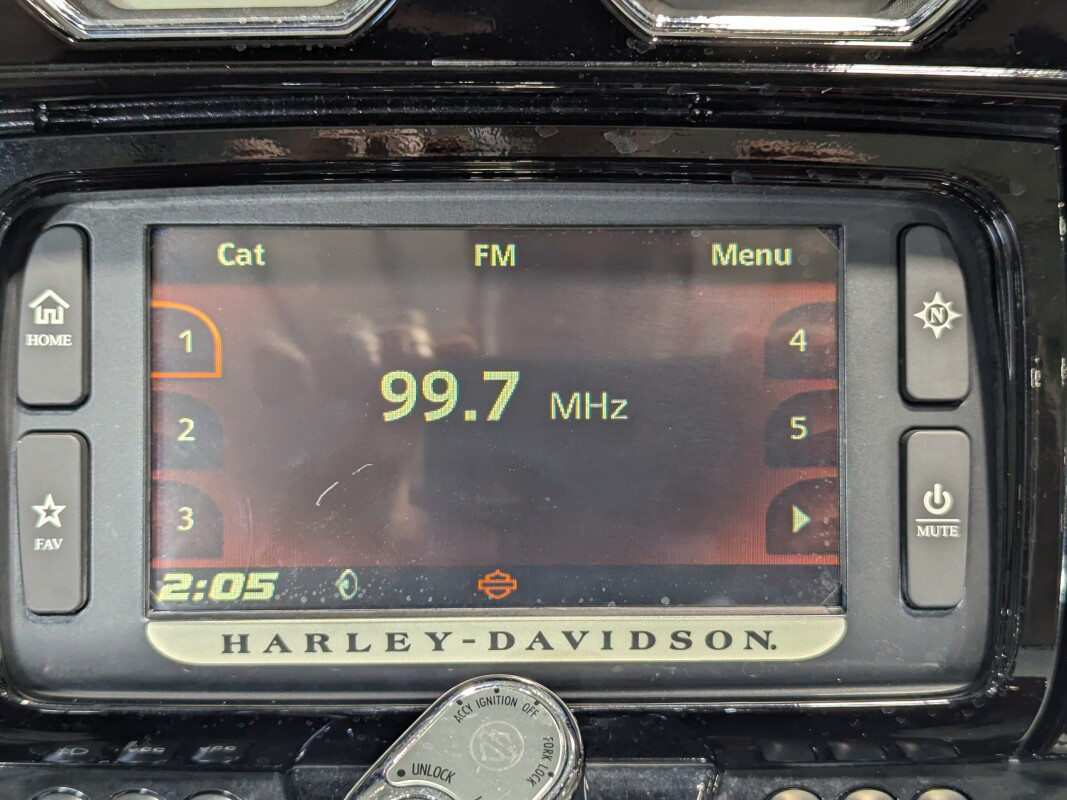 Cat FM Menu
HOME
N
1
4
99.7 MHz
2
5
3
FAV
MUTE
2:05
HARLEY-DAVIDSON.
ACCY IGNITION OFF
FORK LOCK
UNLOCK